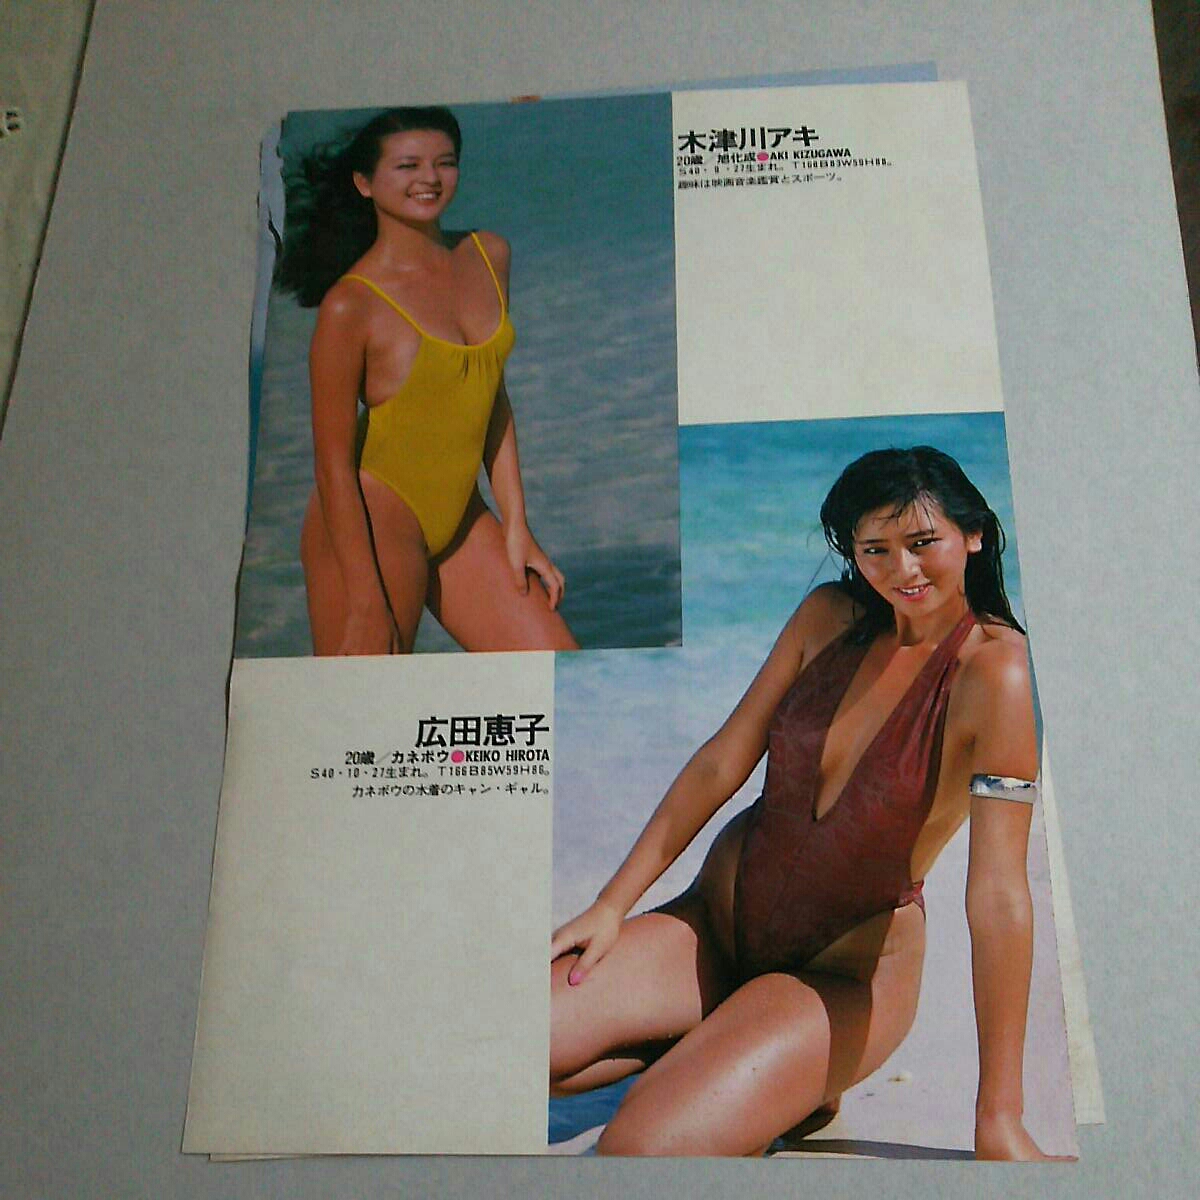 木津川アキ
20歳／旭化成●AKI KIZUGAWA
S40・8・27生まれ。T168B83W59H88。
趣味は映画音楽鑑賞とスポーツ。
広田恵子
20歳／カネボウ●KEIKO HIROTA
S40・10・27生まれ。T166B85W59H86。
カネボウの水着のキャン・ギャル。